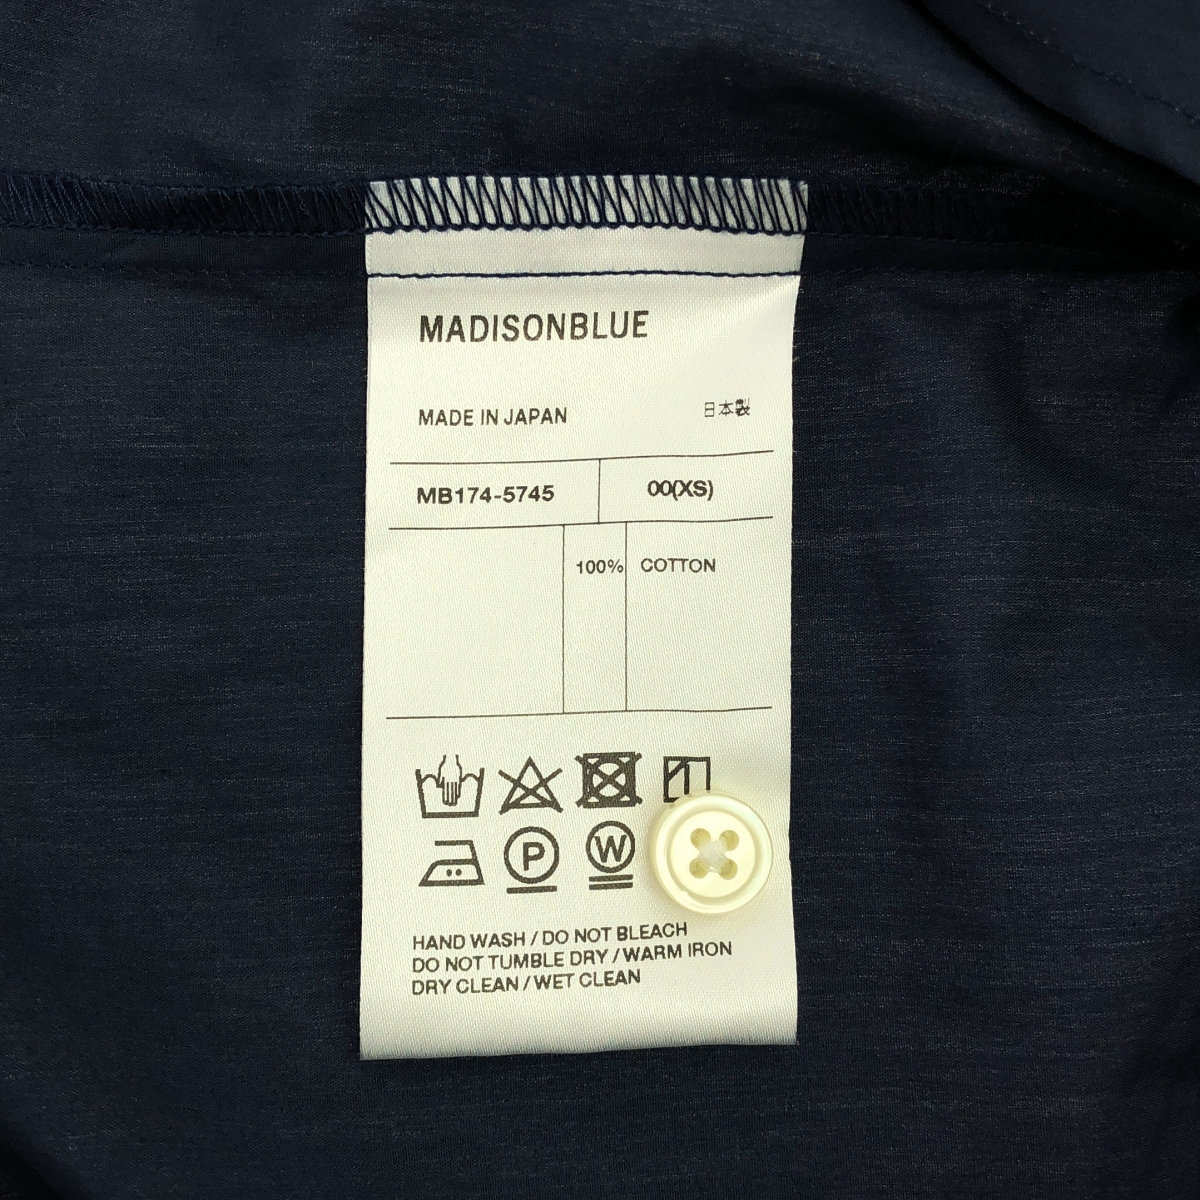 MADISONBLUE
MADE IN JAPAN 日本製
MB174-5745 00(XS)
100% COTTON
P W
HAND WASH / DO NOT BLEACH
DO NOT TUMBLE DRY / WARM IRON
DRY CLEAN / WET CLEAN